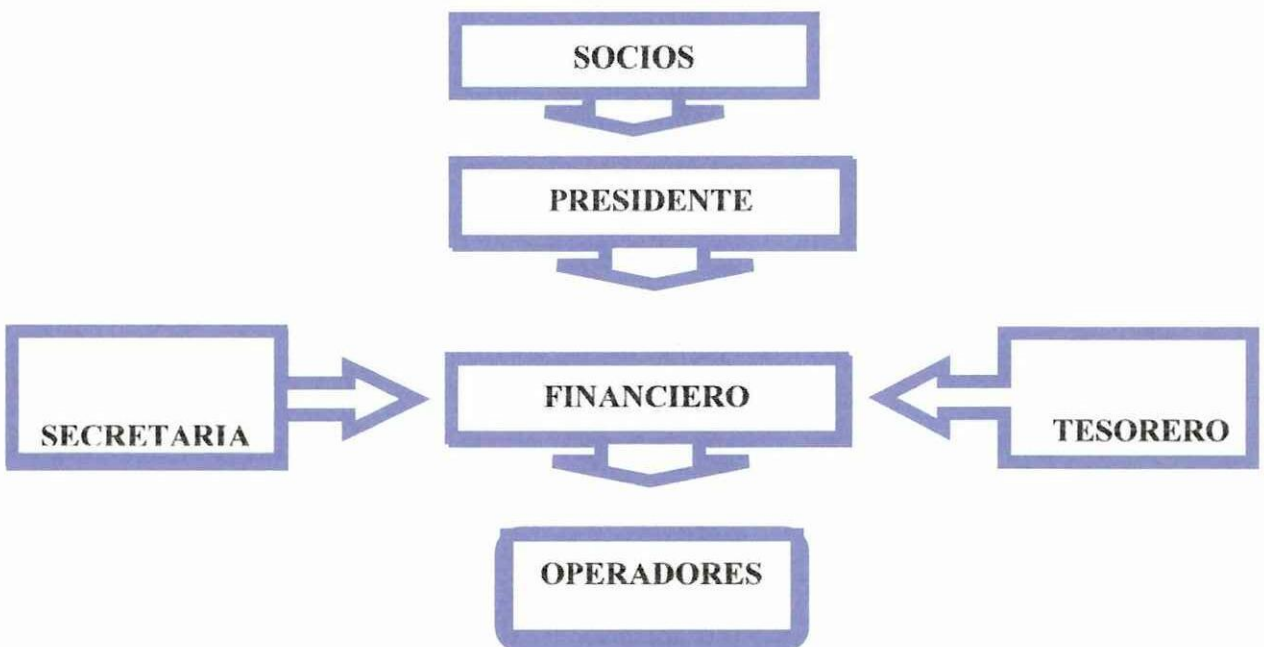 SOCIOS
PRESIDENTE
SECRETARIA
FINANCIERO
TESORERO
OPERADORES